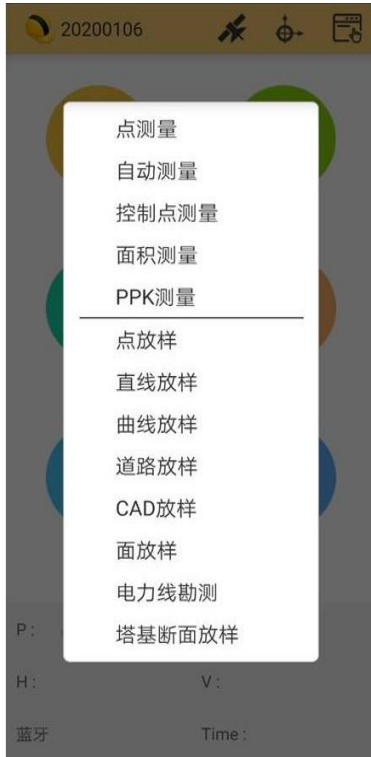 20200106
点测量
自动测量
控制点测量
面积测量
PPK测量
点放样
直线放样
曲线放样
道路放样
CAD放样
面放样
电力线勘测
塔基断面放样
P:
H: V:
蓝牙 Time: